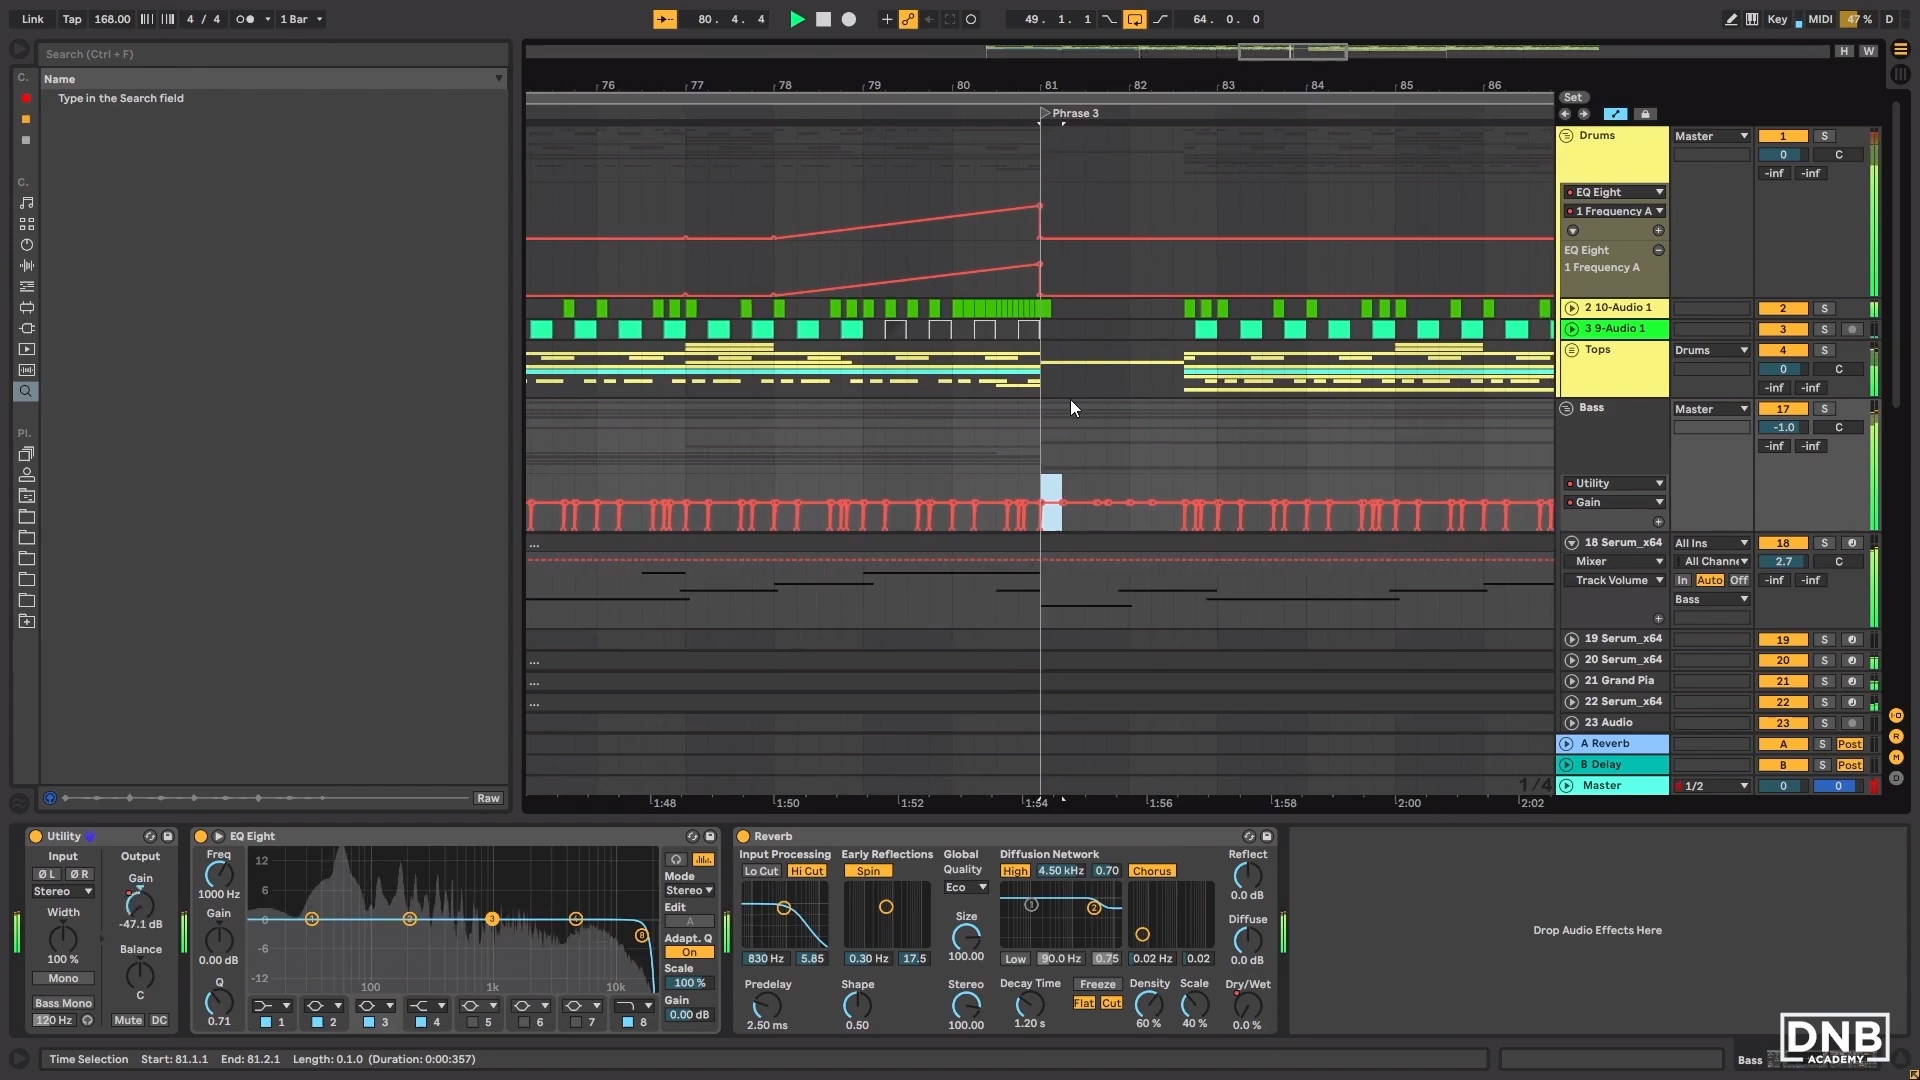 Link Tap 168.00 4 / 4 1 Bar 80. 4. 4 49. 1. 1 64. 0. 0 Key MIDI 47 % D
Search (Ctrl + F)
H W
C.
Name
Type in the Search field
76 77 78 79 80 81 82 83 84 85 86
Set
Phrase 3
Drums Master 1 S
0 C
-inf -inf
C.
EQ Eight
1 Frequency A
EQ Eight
1 Frequency A
2 10-Audio 1 2 S
3 9-Audio 1 3 S
Tops Drums 4 S
0 C
-inf -inf
Bass Master 17 S
-1.0 C
Pl.
-inf -inf
Utility
Gain
...
18 Serum_x64 All Ins 18 S
Mixer All Channe 2.7 C
Track Volume In Auto Off -inf -inf
Bass
19 Serum_x64 19 S
...
20 Serum_x64 20 S
...
21 Grand Pia 21 S
...
22 Serum_x64 22 S
23 Audio 23 S
A Reverb A S Post
B Delay B S Post
1/4
Master 1/2 0 0
I-O
R
M
D
Raw
1:48 1:50 1:52 1:54 1:56 1:58 2:00 2:02
Utility
Input Output
Ø L Ø R Gain
Stereo
-47.1 dB
Width
Balance
100 %
Mono
C
Bass Mono
120 Hz Mute DC
EQ Eight
Freq
1000 Hz
Gain
0.00 dB
Q
0.71
12
6
0
-6
-12
100 1k 10k
1 2 3 4 8
1 2 3 4 5 6 7 8
Mode
Stereo
Edit
A
Adapt. Q
On
Scale
100 %
Gain
0.00 dB
Reverb
Input Processing Early Reflections Global Diffusion Network Reflect
Lo Cut Hi Cut Spin Quality High 4.50 kHz 0.70 Chorus
Eco
0.0 dB
1 2
Size Diffuse
100.00
830 Hz 5.85 0.30 Hz 17.5 Low 90.0 Hz 0.75 0.02 Hz 0.02 0.0 dB
Predelay Shape Stereo Decay Time Freeze Density Scale Dry/Wet
Flat Cut
2.50 ms 0.50 100.00 1.20 s 60 % 40 % 0.0 %
Drop Audio Effects Here
DNB
ACADEMY
Time Selection Start: 81.1.1 End: 81.2.1 Length: 0.1.0 (Duration: 0:00:357)
Bass